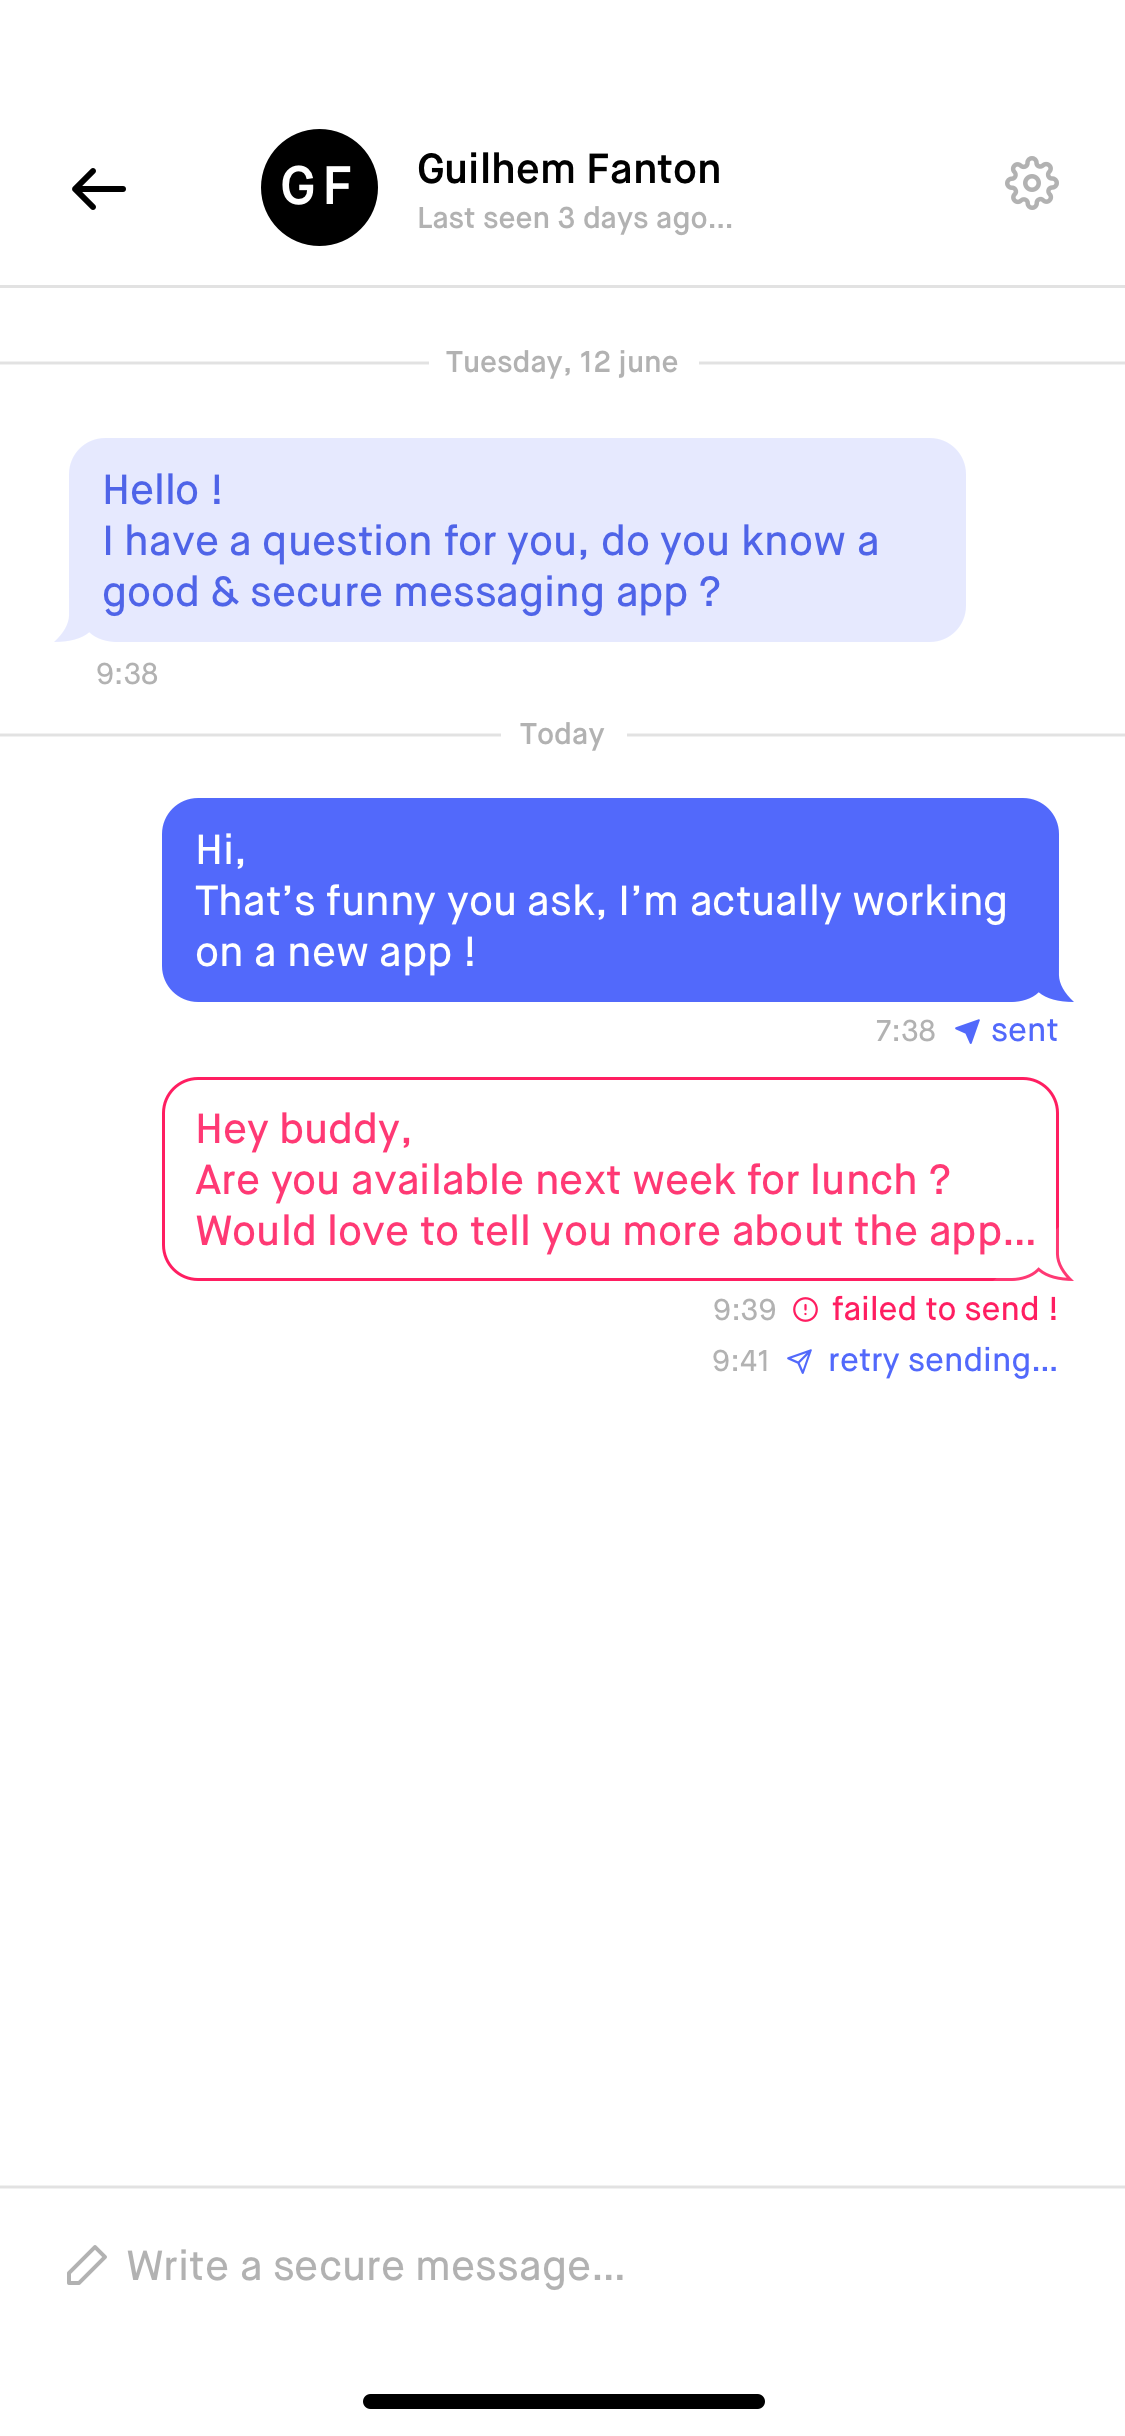 GF
Guilhem Fanton
Last seen 3 days ago...
Tuesday, 12 june
Hello !
I have a question for you, do you know a
good & secure messaging app ?
9:38
Today
Hi,
That’s funny you ask, I’m actually working
on a new app !
7:38 sent
Hey buddy,
Are you available next week for lunch ?
Would love to tell you more about the app...
9:39 failed to send !
9:41 retry sending...
Write a secure message...